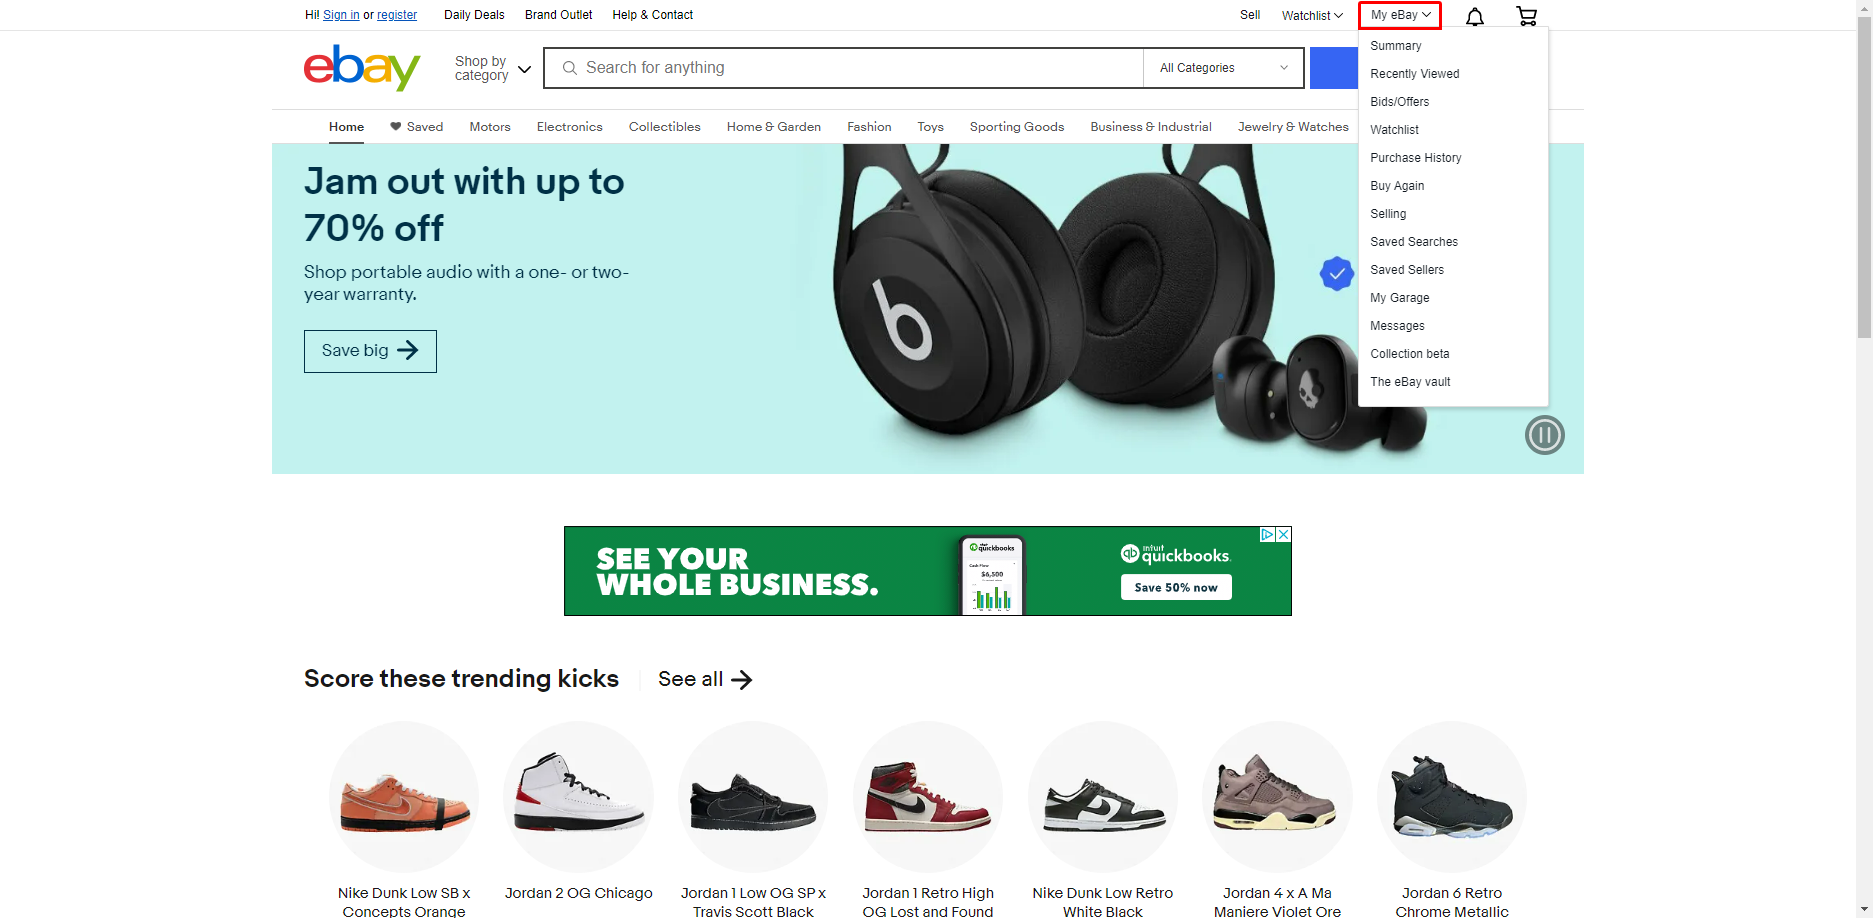 Hi! Sign in or register
Daily Deals
Brand Outlet
Help & Contact
Sell
Watchlist
My eBay
Summary
Recently Viewed
Bids/Offers
Watchlist
Purchase History
Buy Again
Selling
Saved Searches
Saved Sellers
My Garage
Messages
Collection beta
The eBay vault
ebay
Shop by
category
Search for anything
All Categories
Home
Saved
Motors
Electronics
Collectibles
Home & Garden
Fashion
Toys
Sporting Goods
Business & Industrial
Jewelry & Watches
Jam out with up to
70% off
Shop portable audio with a one- or two-
year warranty.
Save big
b
SEE YOUR
WHOLE BUSINESS.
quickbooks
Cash Flow
$6,500
intuit
quickbooks.
Save 50% now
Score these trending kicks
See all
Nike Dunk Low SB x
Concepts Orange
Jordan 2 OG Chicago
Jordan 1 Low OG SP x
Travis Scott Black
Jordan 1 Retro High
OG Lost and Found
Nike Dunk Low Retro
White Black
Jordan 4 x A Ma
Maniere Violet Ore
Jordan 6 Retro
Chrome Metallic